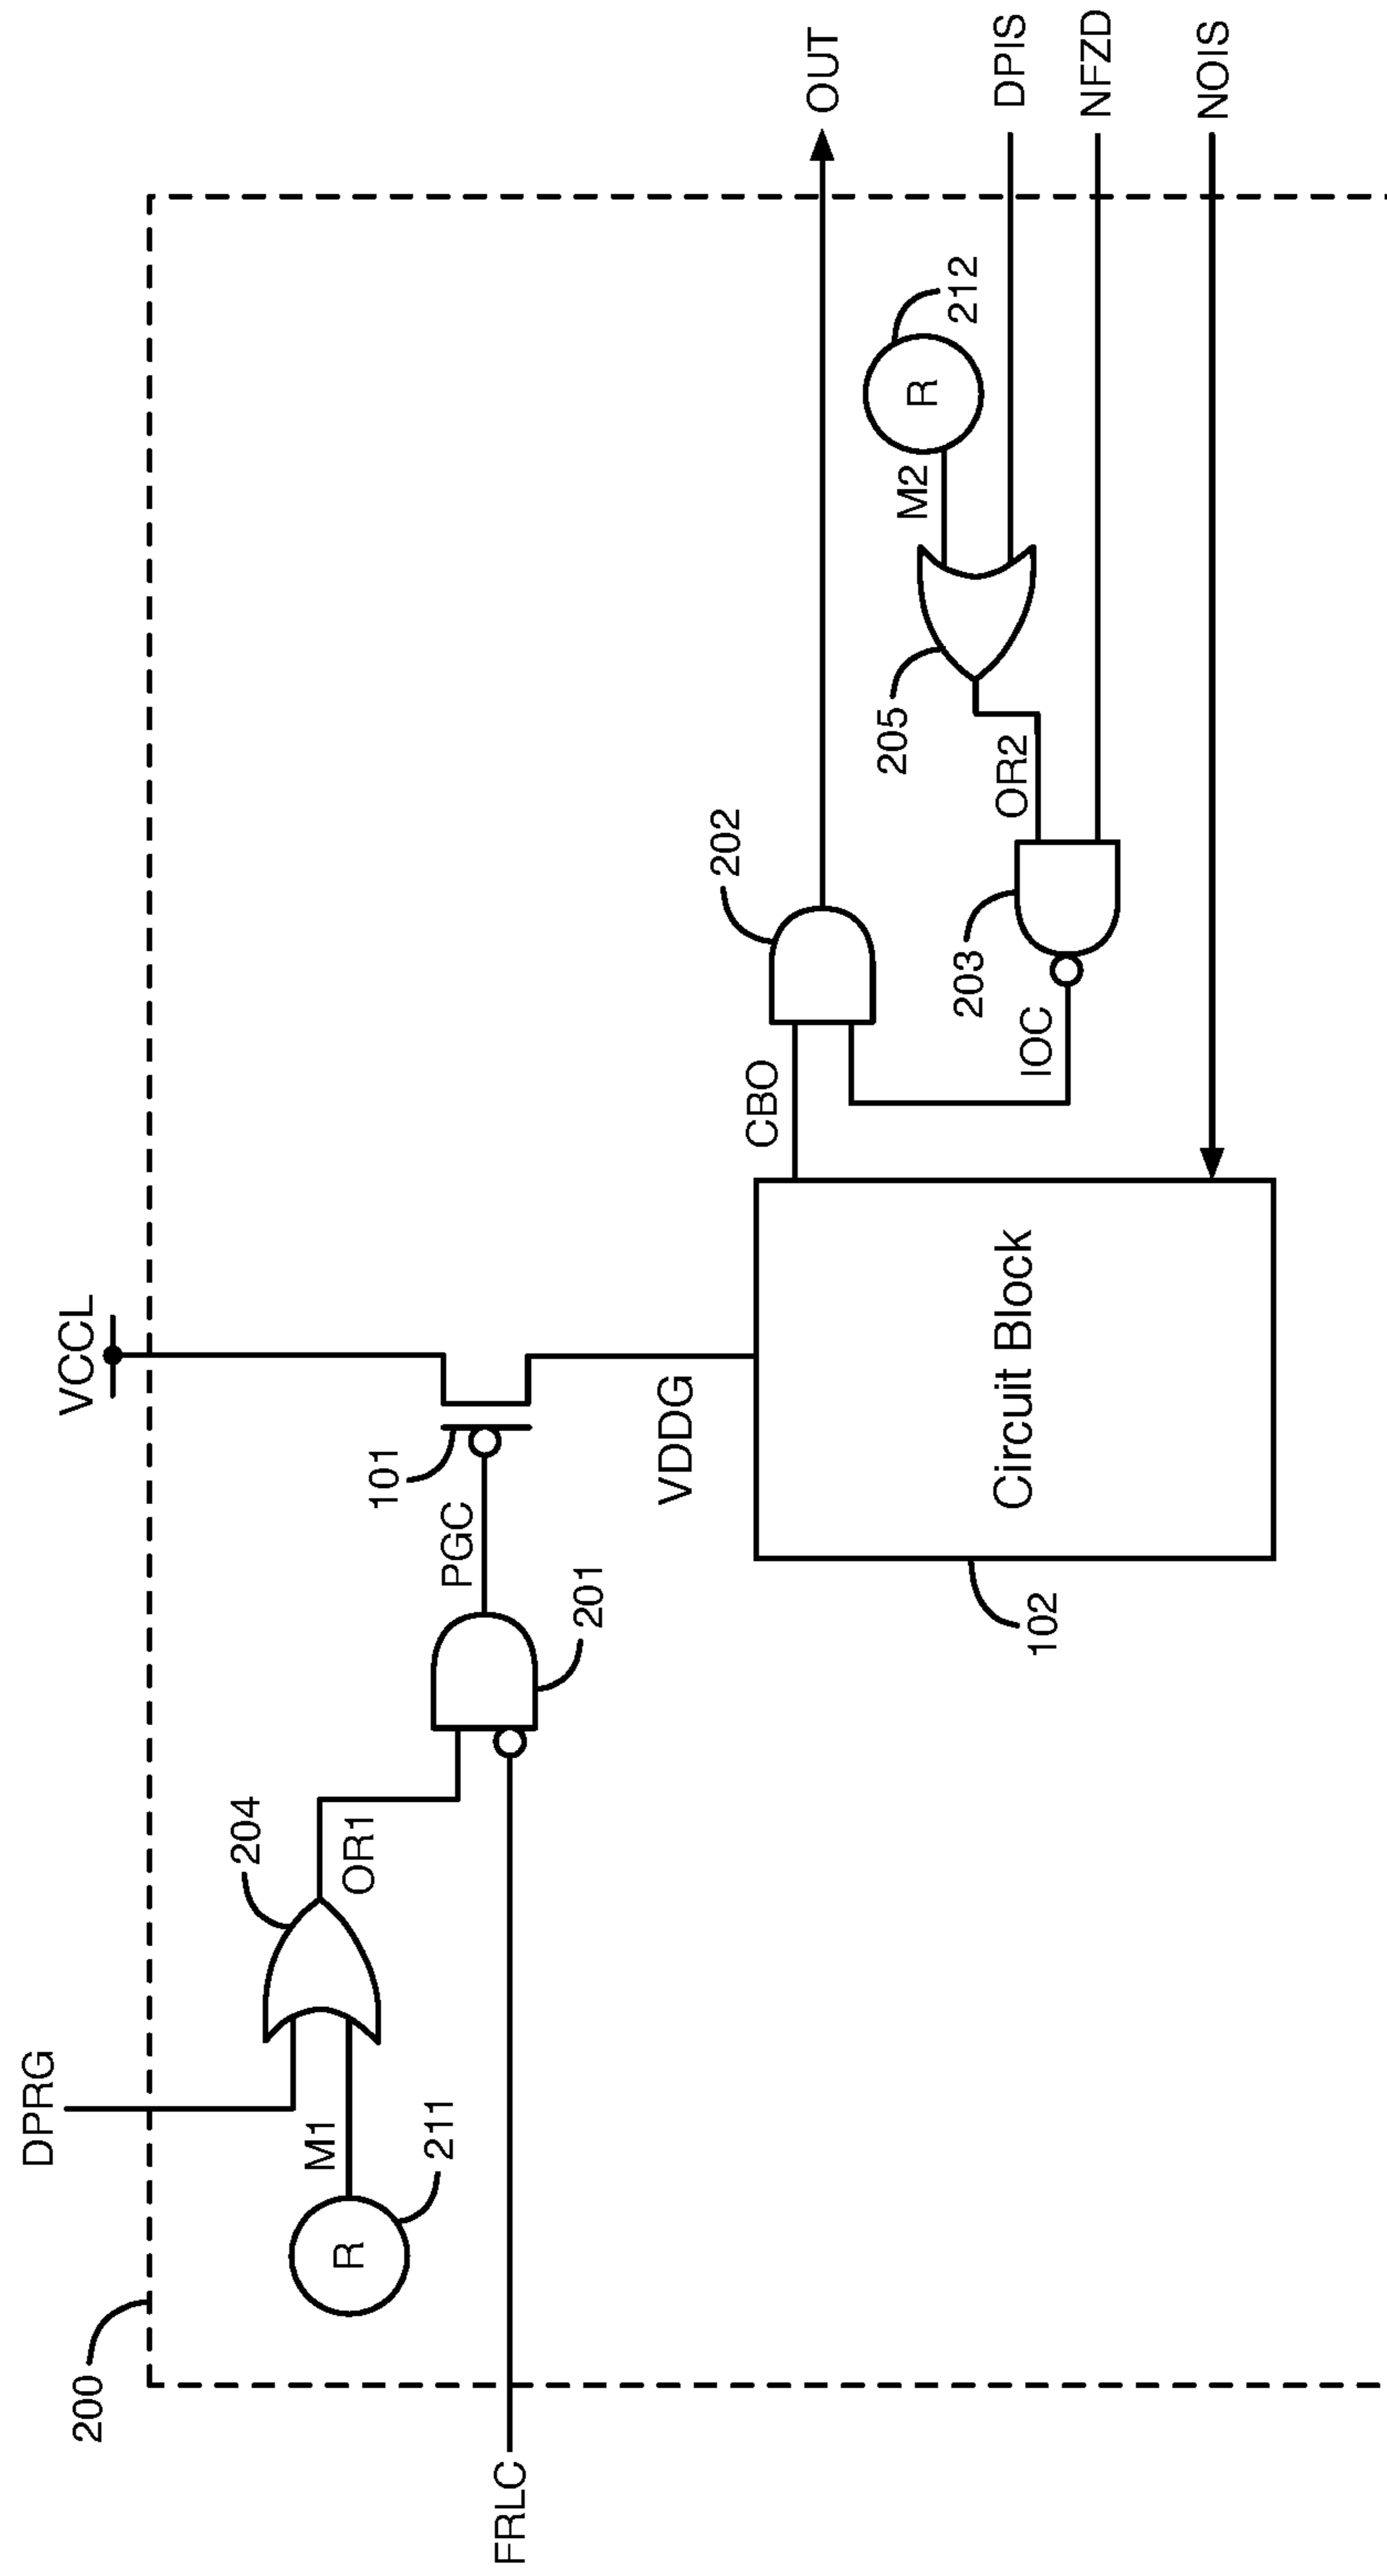 200
DPRG
VCCL
FRLC
R
211
M1
204
OR1
201
PGC
101
VDDG
Circuit Block
102
CBO
202
OUT
IOC
203
OR2
205
M2
R
212
DPIS
NFZD
NOIS